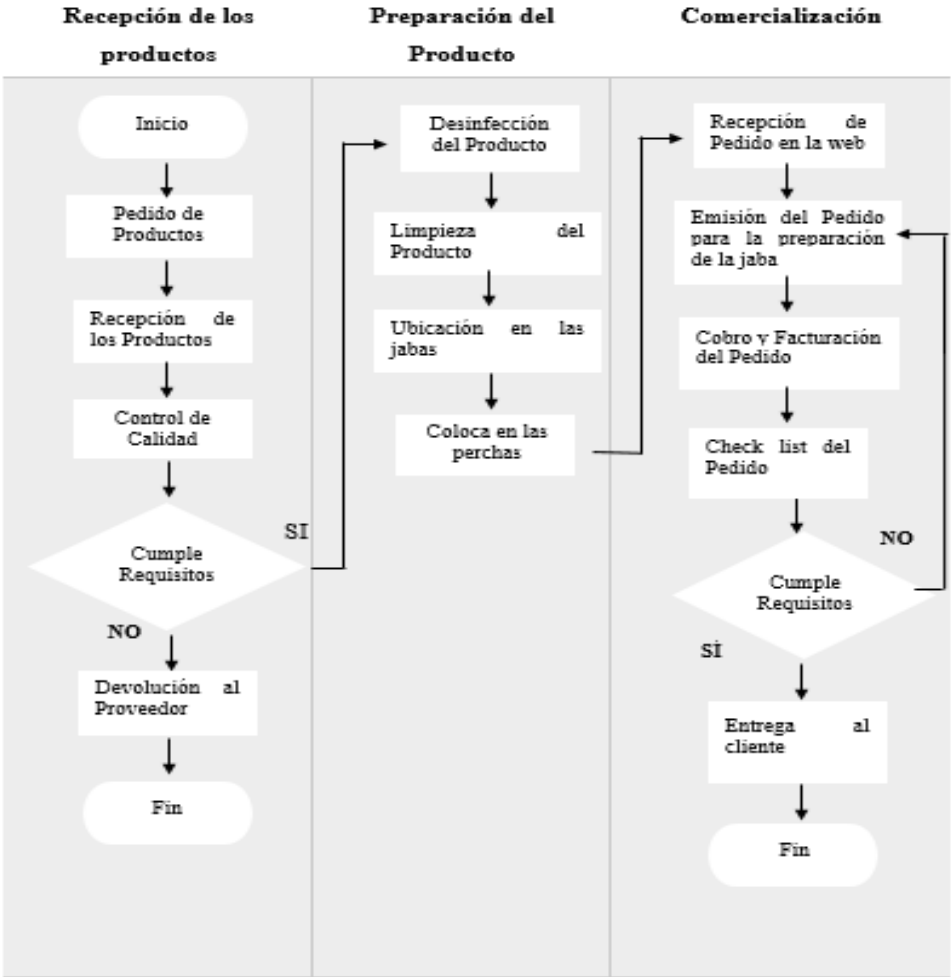 Recepción de los
productos
Inicio
Pedido de
Productos
Recepción de
los Productos
Control de
Calidad
Cumple
Requisitos
SI
NO
Devolución al
Proveedor
Fin
Preparación del
Producto
Desinfección
del Producto
Limpieza del
Producto
Ubicación en las
jabas
Coloca en las
perchas
Comercialización
Recepción de
Pedido en la web
Emisión del Pedido
para la preparación
de la jaba
Cobro y Facturación
del Pedido
Check list del
Pedido
Cumple
Requisitos
NO
SÍ
Entrega al
cliente
Fin